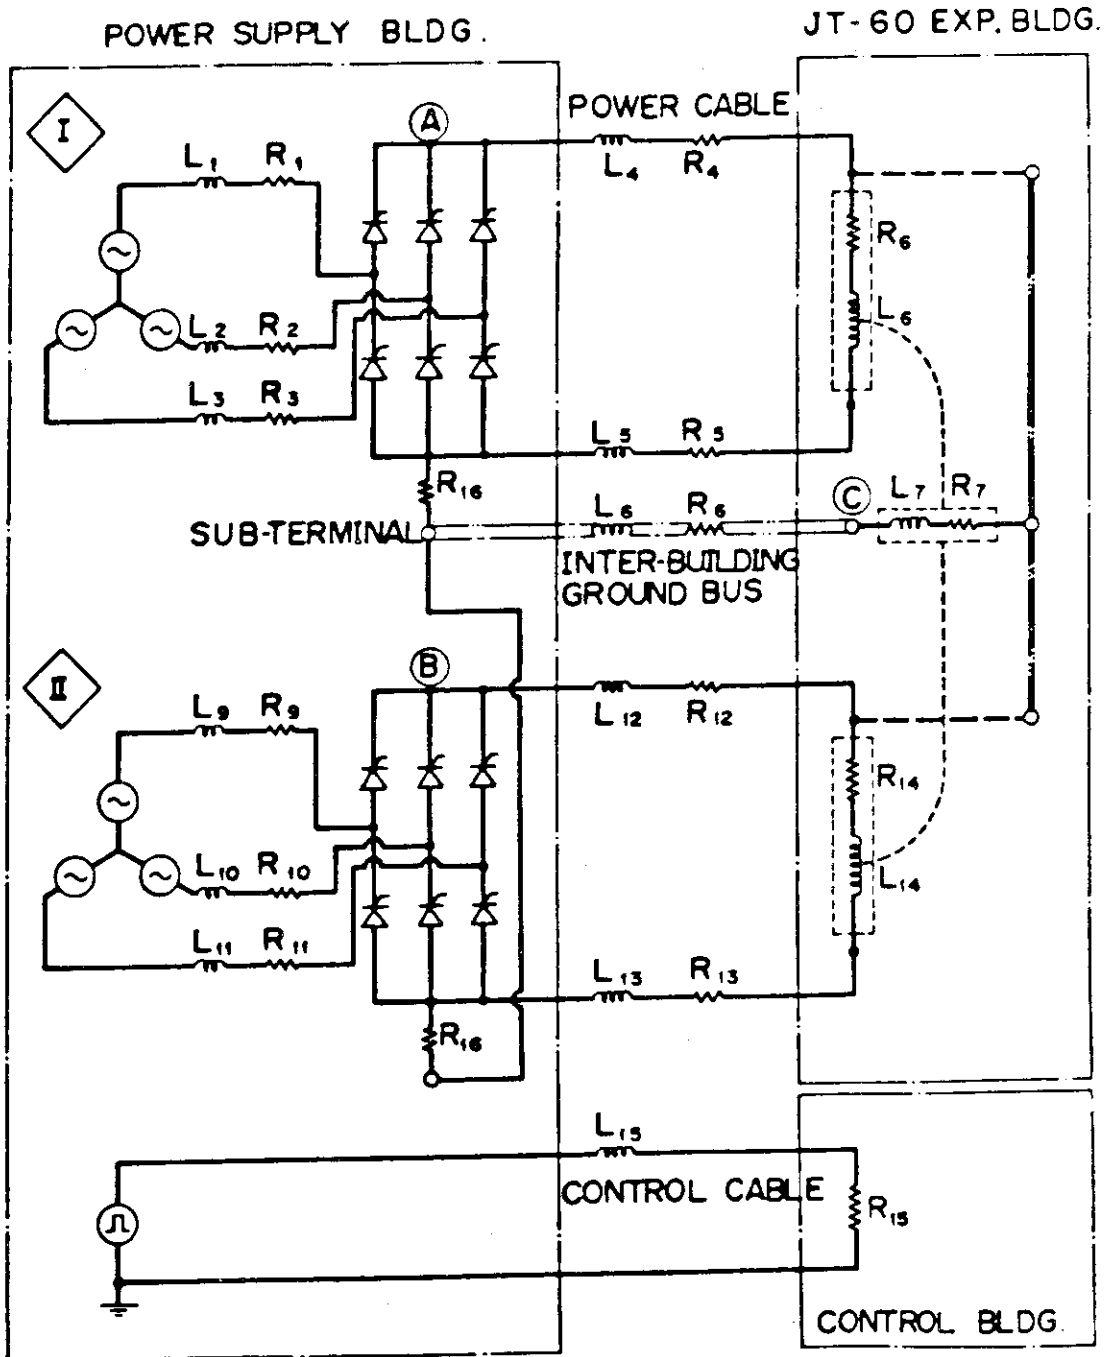 POWER SUPPLY BLDG.
JT-60 EXP. BLDG.
I
A
POWER CABLE
L1 R1
L4 R4
R6
L6
L2 R2
L3 R3
L5 R5
R16
C
L7 R7
SUB-TERMINAL
L6 R6
INTER-BUILDING
GROUND BUS
II
B
L9 R9
L12 R12
R14
L14
L10 R10
L11 R11
L13 R13
R16
L15
CONTROL CABLE
R15
CONTROL BLDG.